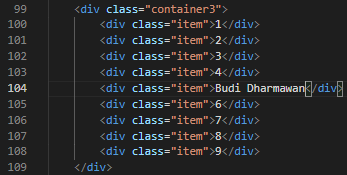 99 <div class="container3">
100 <div class="item">1</div>
101 <div class="item">2</div>
102 <div class="item">3</div>
103 <div class="item">4</div>
104 <div class="item">Budi Dharmawan</div>
105 <div class="item">6</div>
106 <div class="item">7</div>
107 <div class="item">8</div>
108 <div class="item">9</div>
109 </div>